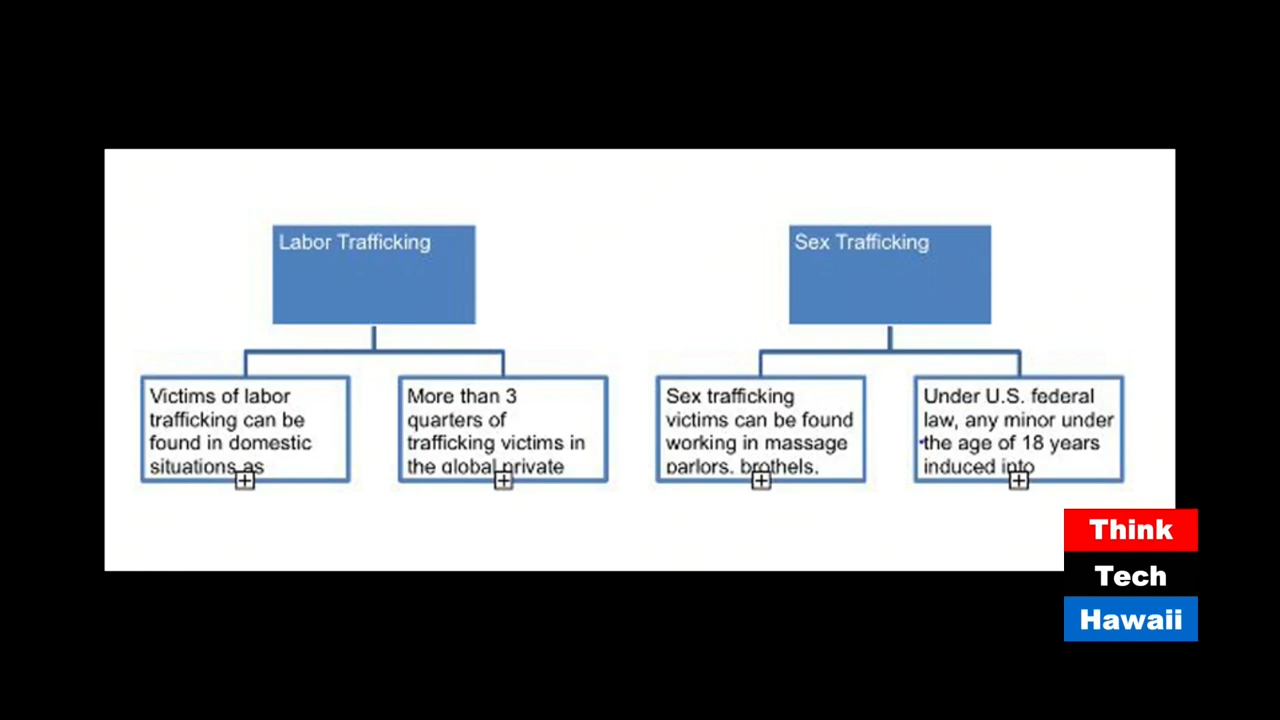 Labor Trafficking
Victims of labor
trafficking can be
found in domestic
situations as
More than 3
quarters of
trafficking victims in
the global private
Sex Trafficking
Sex trafficking
victims can be found
working in massage
parlors, brothels,
Under U.S. federal
law, any minor under
the age of 18 years
induced into
Think
Tech
Hawaii